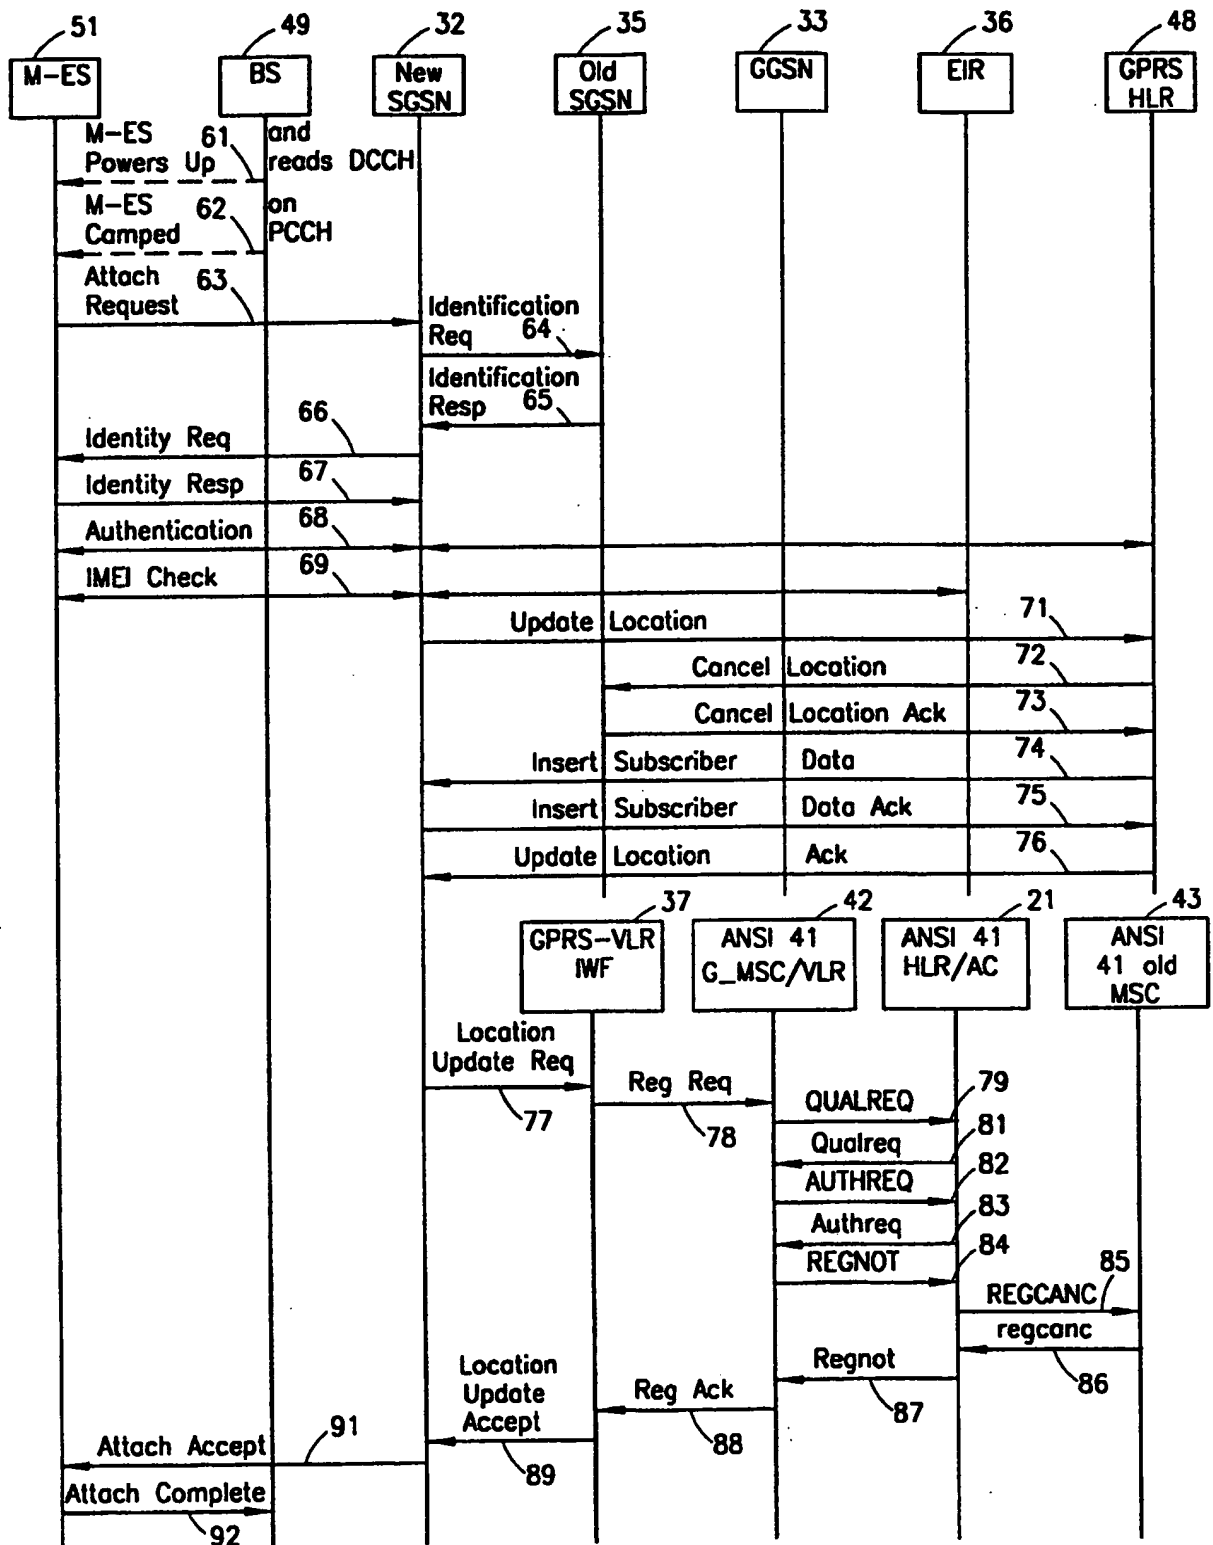 51
49
32
35
33
36
48
M-ES
BS
New
SGSN
Old
SGSN
GGSN
EIR
GPRS
HLR
M-ES 61 and
Powers Up reads DCCH
M-ES 62 on
Camped PCCH
Attach
Request 63
Identification
Req 64
Identification
Resp 65
66
Identity Req
Identity Resp 67
Authentication 68
IMEI Check 69
Update Location 71
Cancel Location 72
Cancel Location Ack 73
Insert Subscriber Data 74
Insert Subscriber Data Ack 75
Update Location Ack 76
37
42
21
43
GPRS-VLR
IWF
ANSI 41
G_MSC/VLR
ANSI 41
HLR/AC
ANSI
41 old
MSC
Location
Update Req
77
Reg Req
78
QUALREQ 79
Qualreq 81
AUTHREQ 82
Authreq 83
REGNOT 84
REGCANC 85
regcanc
86
Regnot
87
Reg Ack
88
Location
Update
Accept
89
Attach Accept 91
Attach Complete
92